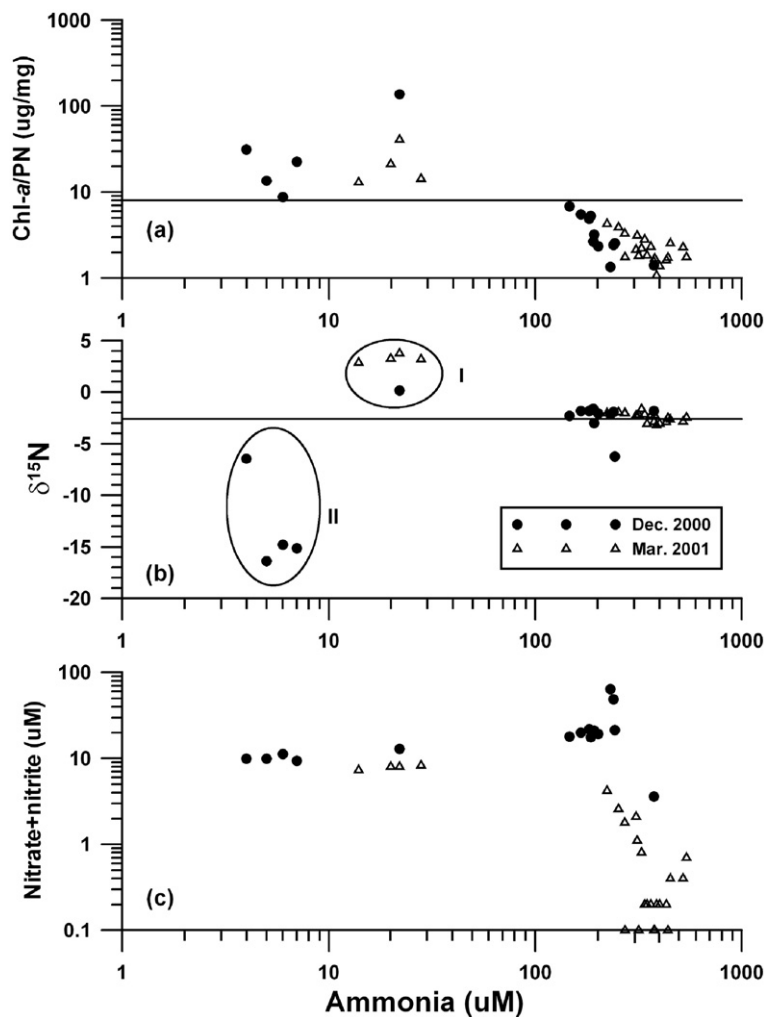 1000
100
10
1
Chl-a/PN (ug/mg)
(a)
1 10 100 1000
5
0
-5
-10
-15
-20
δ15N
I
II
Dec. 2000
Mar. 2001
(b)
1 10 100 1000
100
10
1
0.1
Nitrate+nitrite (uM)
(c)
1 10 100 1000
Ammonia (uM)